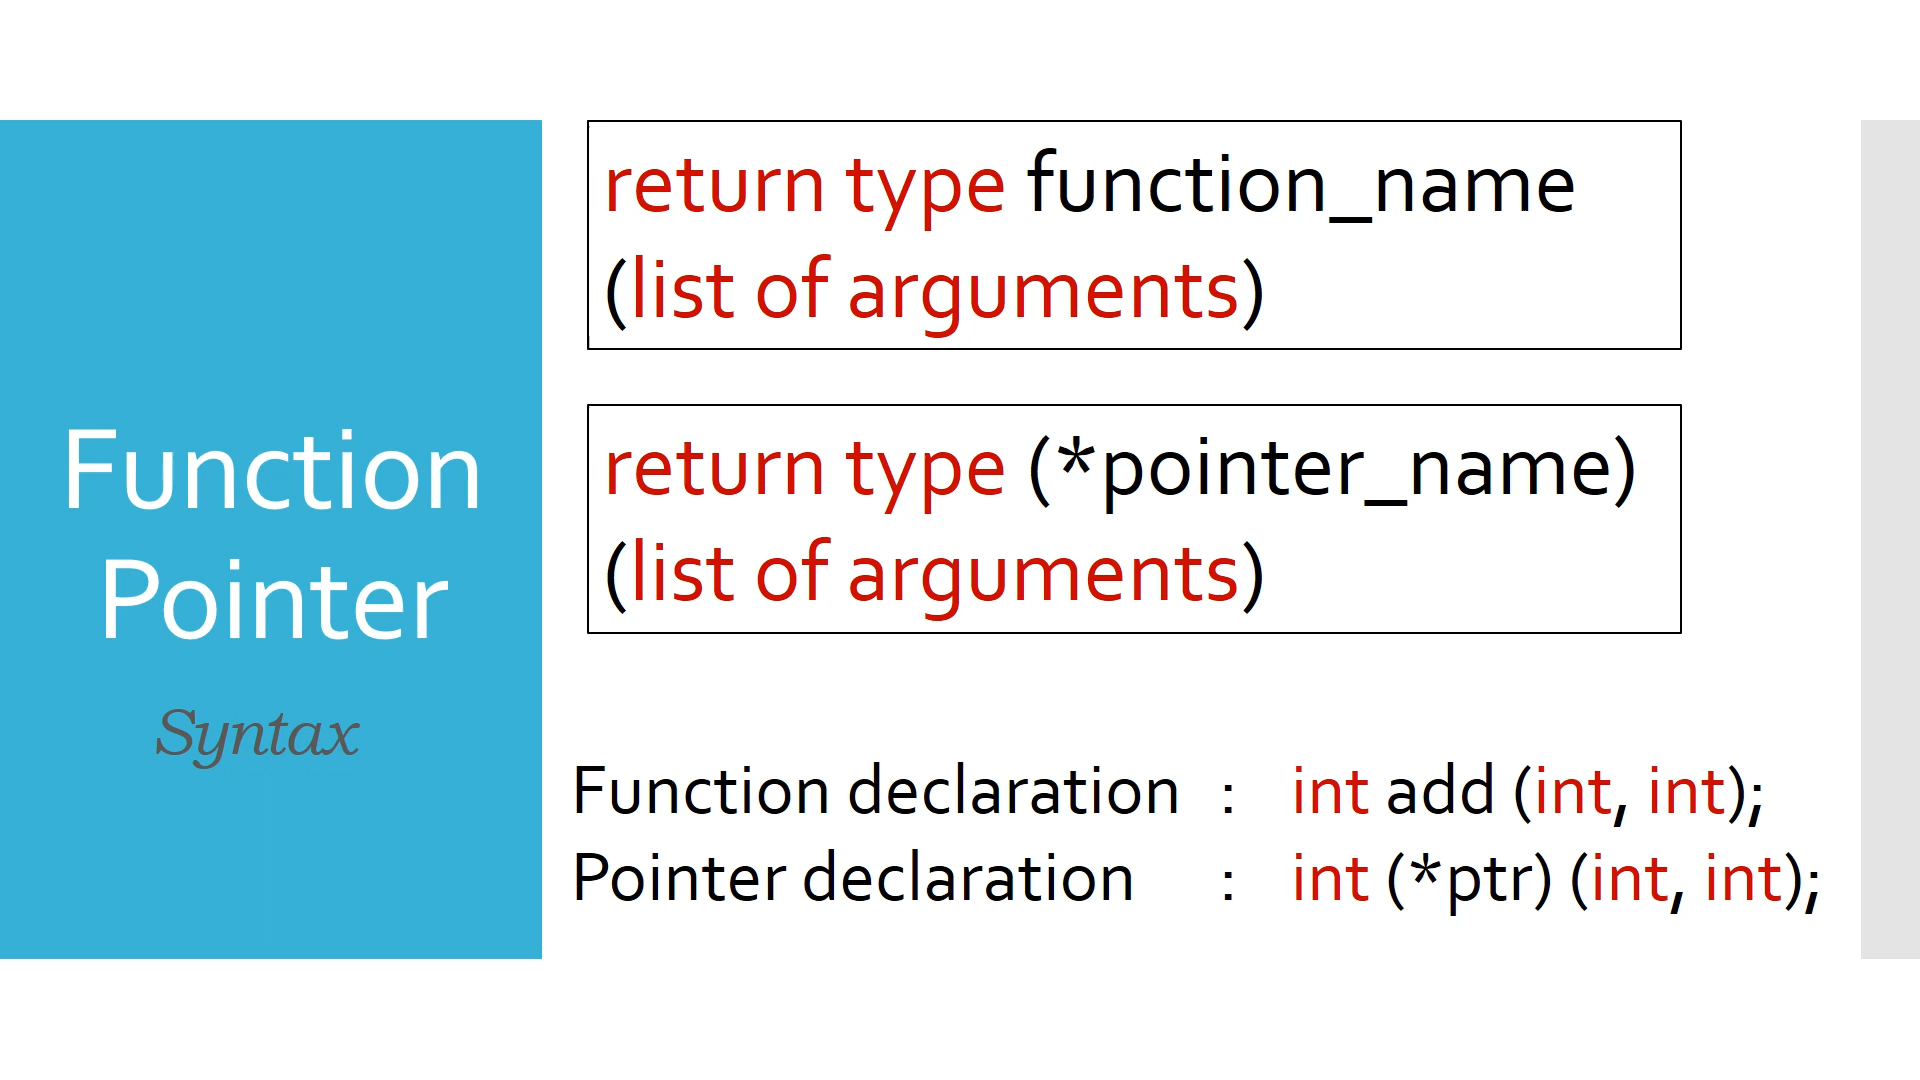 Function
Pointer
Syntax
return type function_name
(list of arguments)
return type (*pointer_name)
(list of arguments)
Function declaration : int add (int, int);
Pointer declaration : int (*ptr) (int, int);